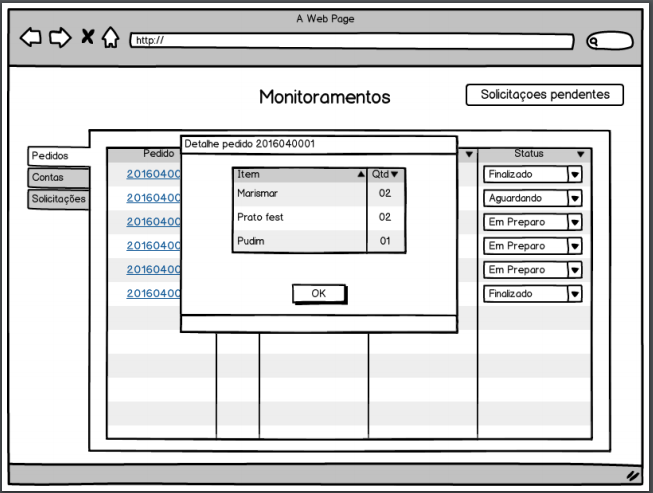 A Web Page
http://
Monitoramentos
Solicitaçoes pendentes
Pedidos
Contas
Solicitações
Pedido
Status
Detalhe pedido 2016040001
Item Qtd
Marismar 02
Prato fest 02
Pudim 01
OK
20160400
Finalizado
20160400
Aguardando
20160400
Em Preparo
20160400
Em Preparo
20160400
Em Preparo
20160400
Finalizado